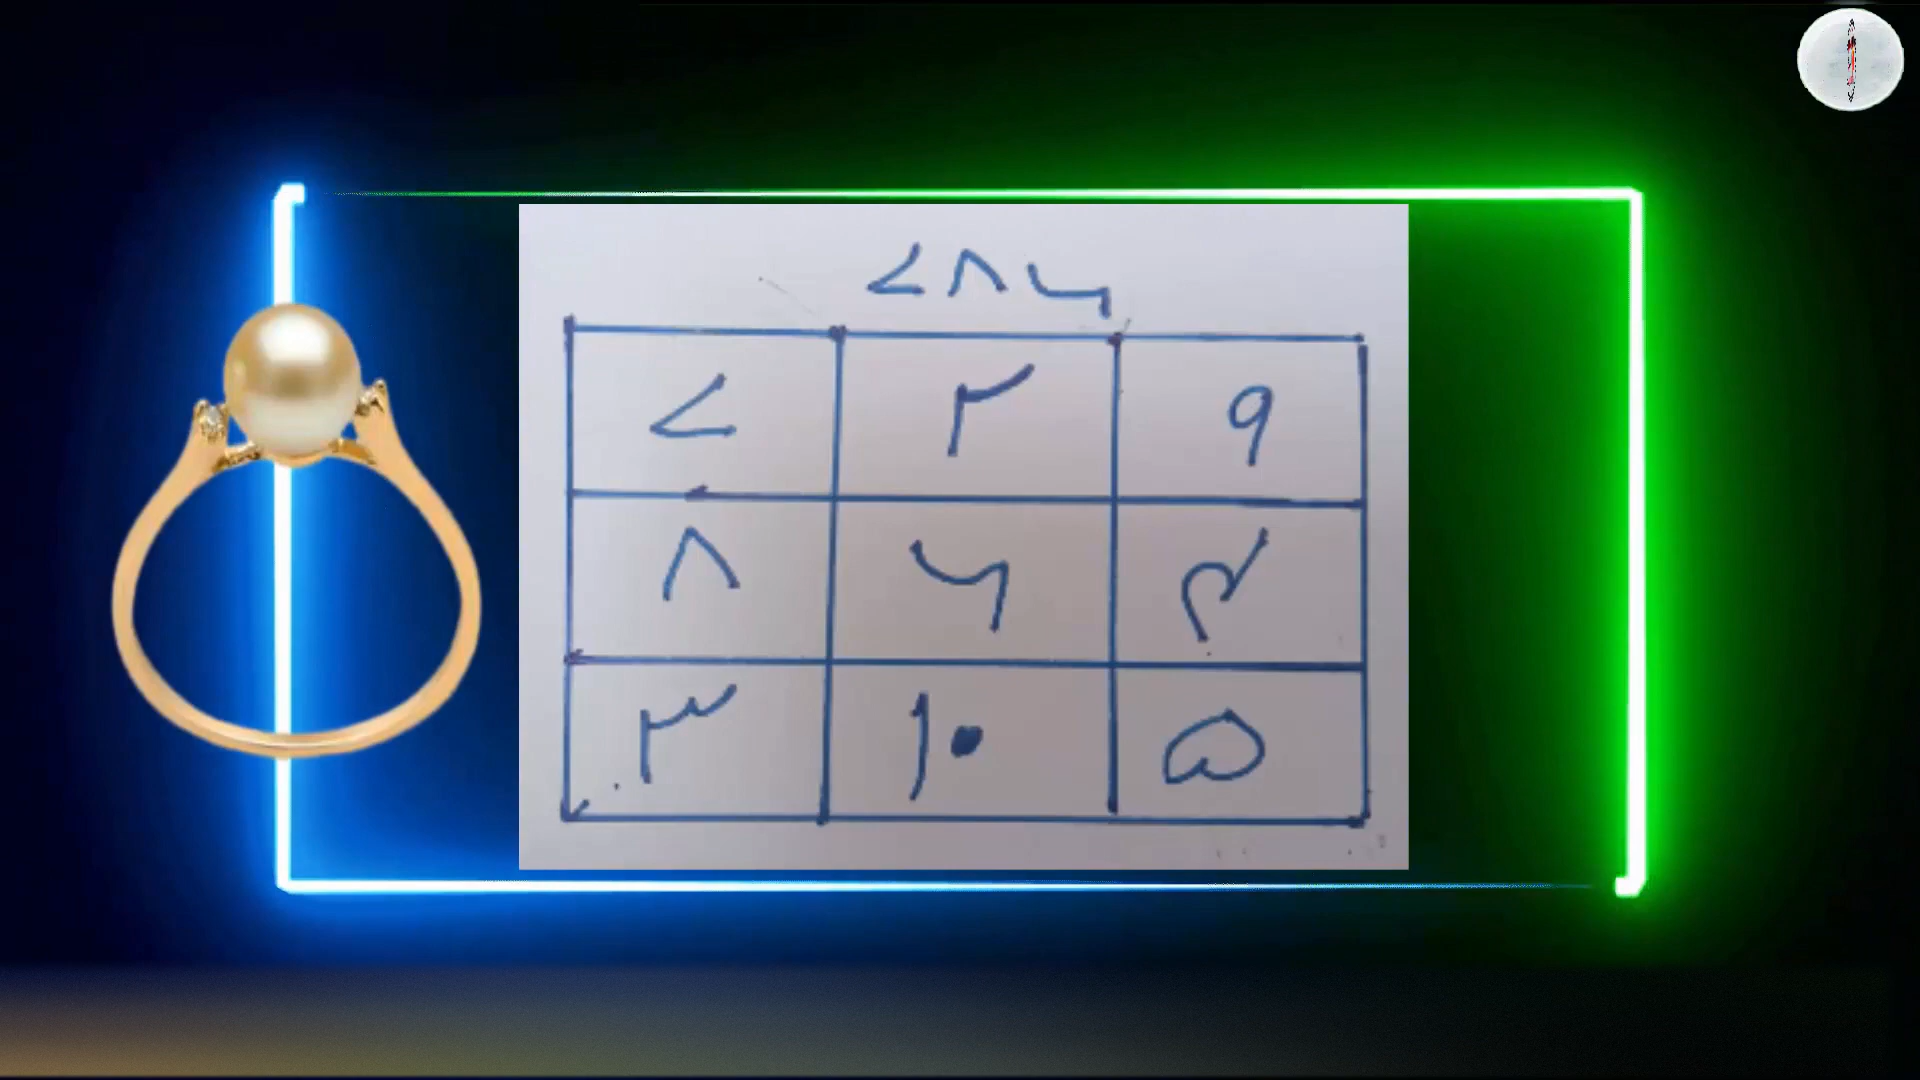 ۷۸۶
۷ ۲ ۹
۸ ۶ ۴
۳ ۱۰ ۵